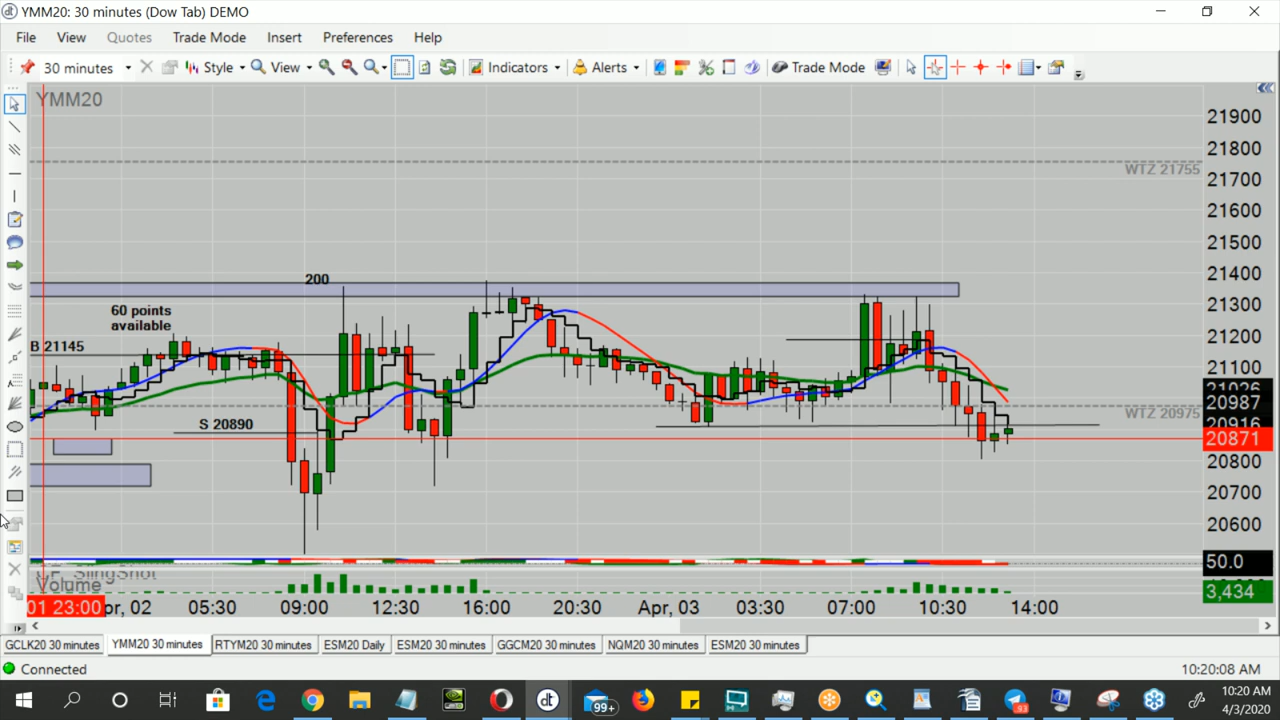 YMM20: 30 minutes (Dow Tab) DEMO
File View Quotes Trade Mode Insert Preferences Help
30 minutes Style View Indicators Alerts Trade Mode
YMM20
21900
21800
WTZ 21755
21700
21600
21500
200
21400
60 points
available
21300
21200
B 21145
21100
21026
20987
WTZ 20975
20916
S 20890
20871
20800
20700
20600
50.0
CF_SlingShot
Volume
3,434
01 23:00 pr, 02 05:30 09:00 12:30 16:00 20:30 Apr, 03 03:30 07:00 10:30 14:00
GCLK20 30 minutes YMM20 30 minutes RTYM20 30 minutes ESM20 Daily ESM20 30 minutes GGCM20 30 minutes NQM20 30 minutes ESM20 30 minutes
Connected
10:20:08 AM
99+
93
10:20 AM
4/3/2020